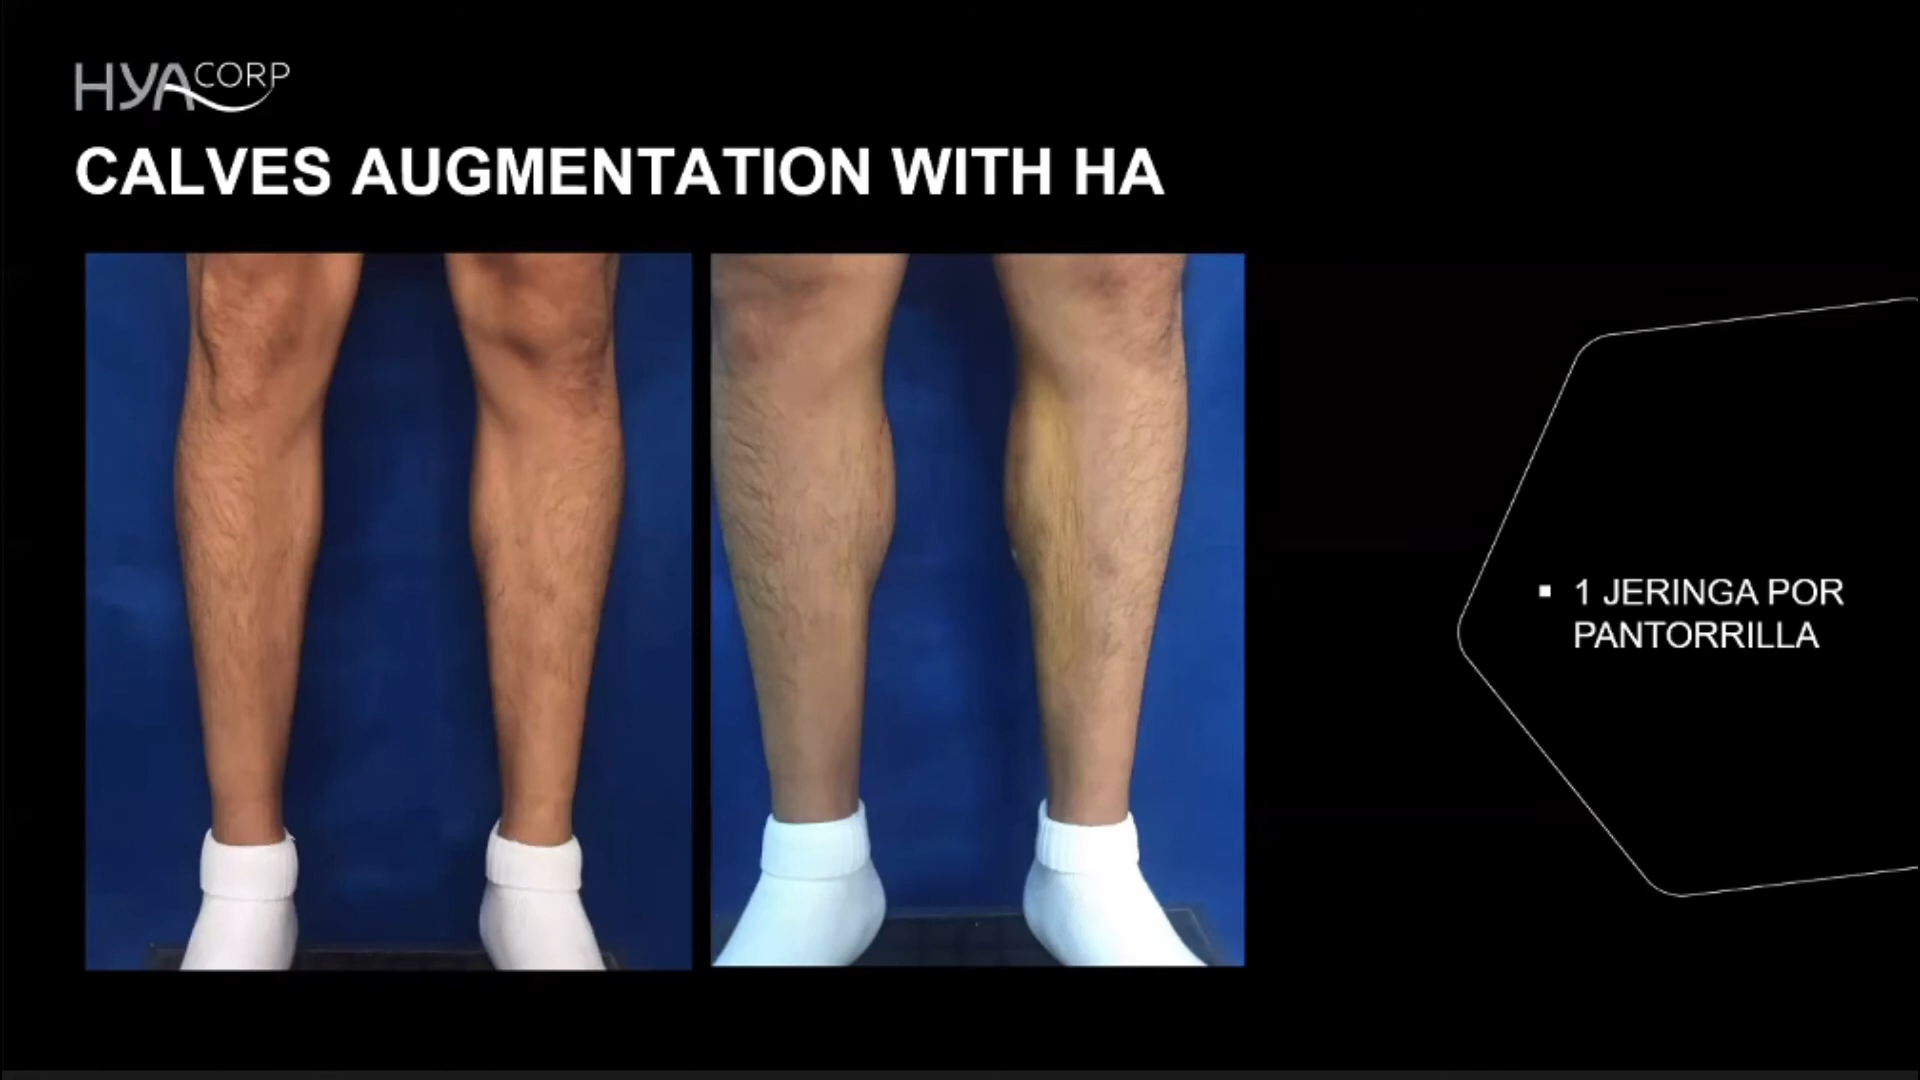 HYACORP
CALVES AUGMENTATION WITH HA
▪ 1 JERINGA POR
PANTORRILLA